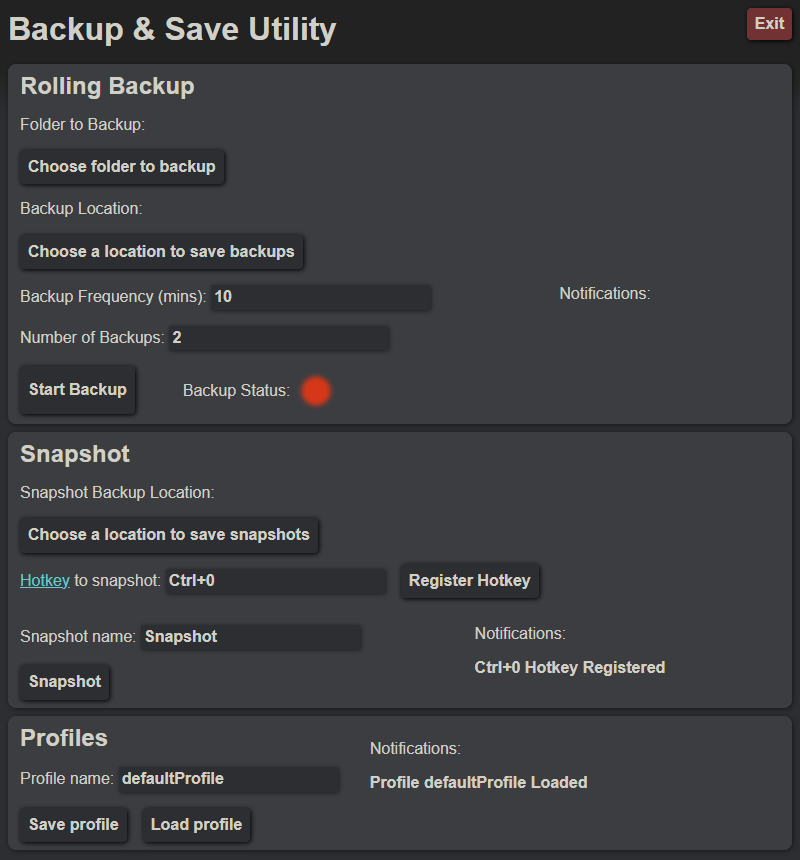 Backup & Save Utility
Exit
Rolling Backup
Folder to Backup:
Choose folder to backup
Backup Location:
Choose a location to save backups
Backup Frequency (mins): 10
Notifications:
Number of Backups: 2
Start Backup
Backup Status:
Snapshot
Snapshot Backup Location:
Choose a location to save snapshots
Hotkey to snapshot: Ctrl+0
Register Hotkey
Snapshot name: Snapshot
Notifications:
Ctrl+0 Hotkey Registered
Snapshot
Profiles
Notifications:
Profile name: defaultProfile
Profile defaultProfile Loaded
Save profile
Load profile